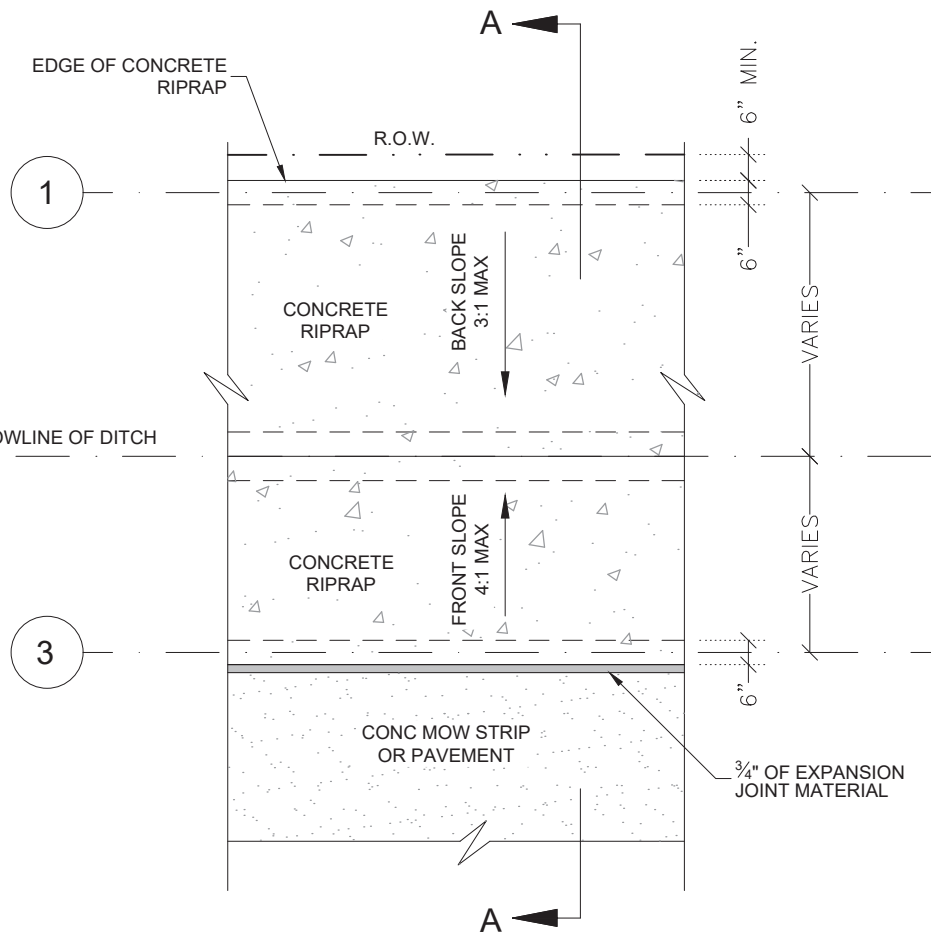 A
EDGE OF CONCRETE
RIPRAP
R.O.W.
6” MIN.
1
6”
BACK SLOPE
3:1 MAX
CONCRETE
RIPRAP
VARIES
OWLINE OF DITCH
FRONT SLOPE
4:1 MAX
CONCRETE
RIPRAP
VARIES
3
6”
CONC MOW STRIP
OR PAVEMENT
¾" OF EXPANSION
JOINT MATERIAL
A